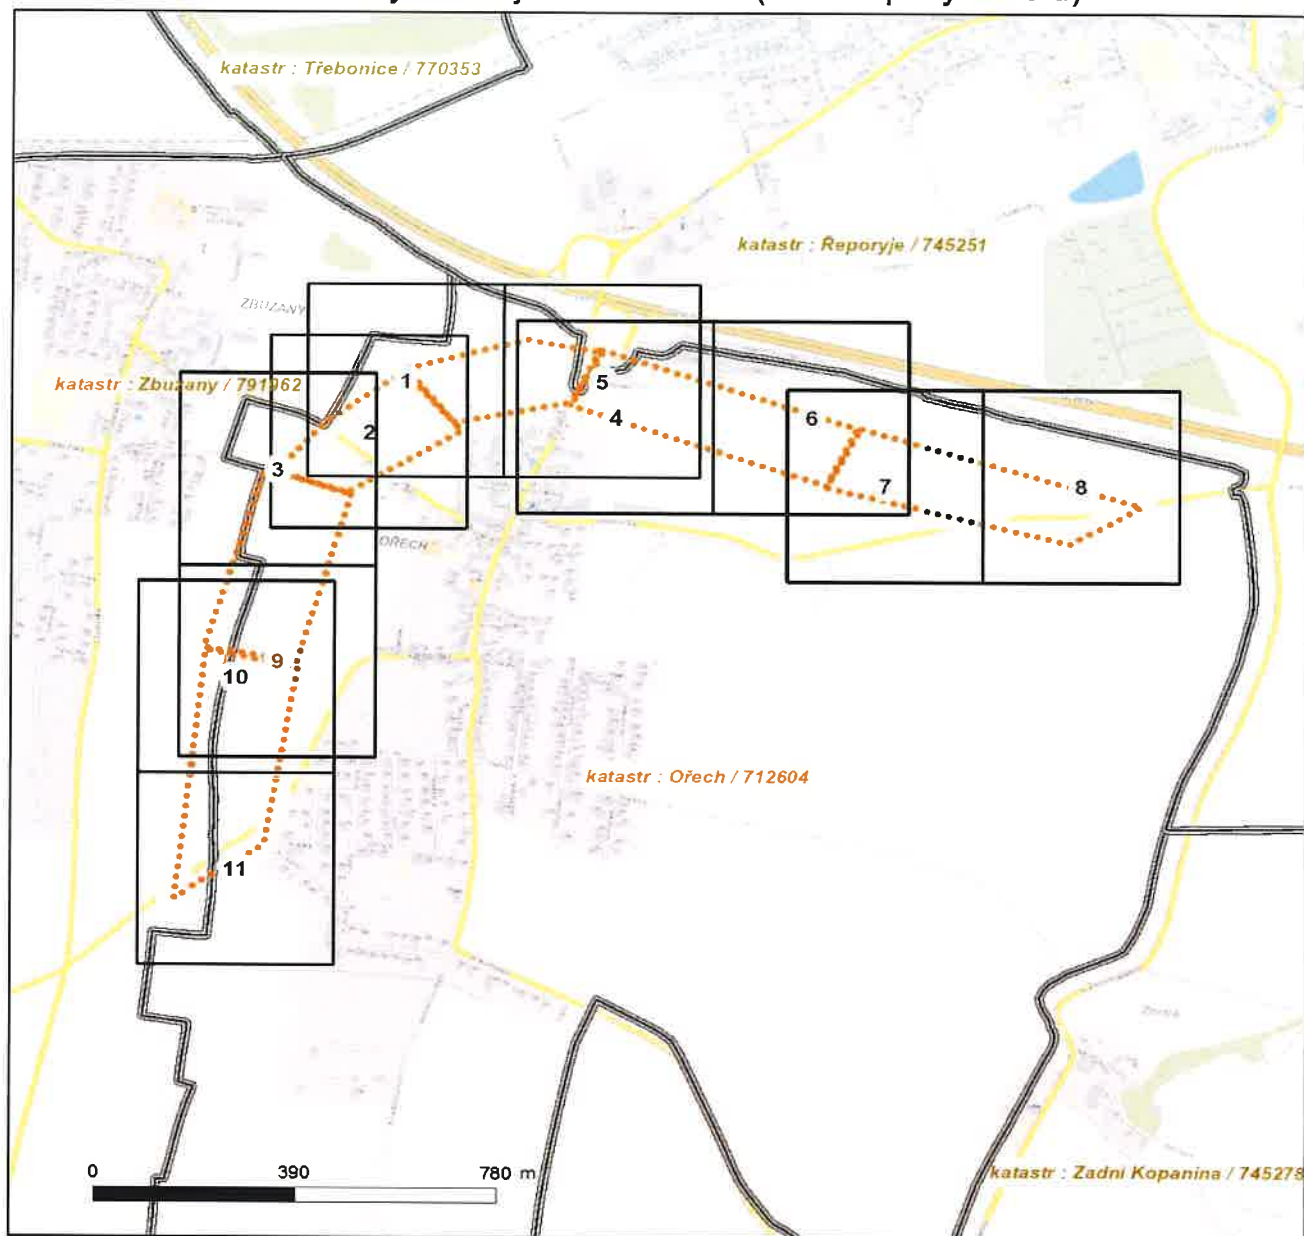 katastr : Třebonice / 770353
katastr : Řeporyje / 745251
ZBUZANY
katastr : Zbuzany / 791962
1
2
3
4
5
6
7
8
OŘECH
9
10
11
katastr : Ořech / 712604
0 390 780 m
katastr : Zadní Kopanina / 745278